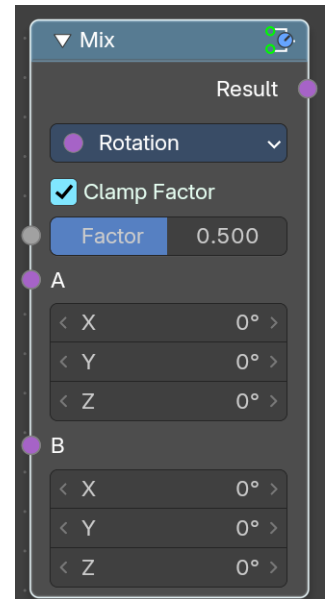 Mix
Result
Rotation
Clamp Factor
Factor 0.500
A
X 0°
Y 0°
Z 0°
B
X 0°
Y 0°
Z 0°